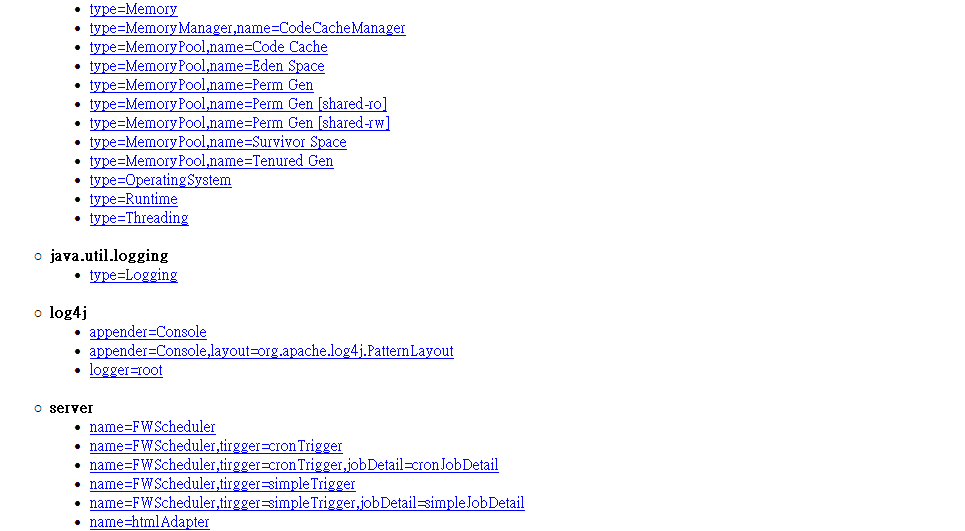 type=Memory
type=MemoryManager,name=CodeCacheManager
type=MemoryPool,name=Code Cache
type=MemoryPool,name=Eden Space
type=MemoryPool,name=Perm Gen
type=MemoryPool,name=Perm Gen [shared-ro]
type=MemoryPool,name=Perm Gen [shared-rw]
type=MemoryPool,name=Survivor Space
type=MemoryPool,name=Tenured Gen
type=OperatingSystem
type=Runtime
type=Threading
java.util.logging
type=Logging
log4j
appender=Console
appender=Console,layout=org.apache.log4j.PatternLayout
logger=root
server
name=FWScheduler
name=FWScheduler,tirgger=cronTrigger
name=FWScheduler,tirgger=cronTrigger,jobDetail=cronJobDetail
name=FWScheduler,tirgger=simpleTrigger
name=FWScheduler,tirgger=simpleTrigger,jobDetail=simpleJobDetail
name=htmlAdapter